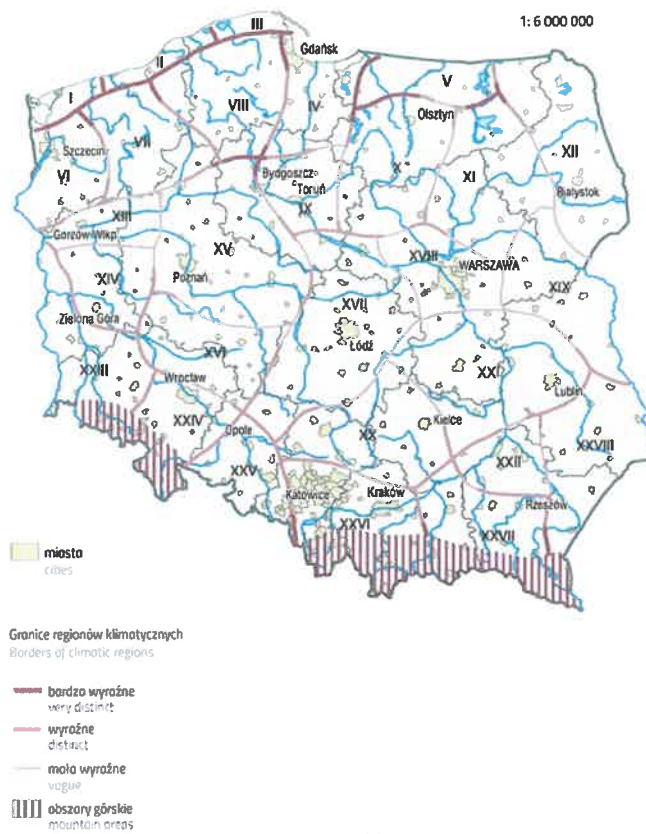 1: 6 000 000
III
Gdańsk
II
I
V
VIII
IV
Olsztyn
VII
Szczecin
XII
VI
X
XI
Bydgoszcz
Toruń
Białystok
IX
XIII
Gorzów Wlkp.
XV
XVIII
WARSZAWA
XIV
Poznań
XIX
XVII
Zielona Góra
Łódź
XVI
XXIII
XXI
Wrocław
Lublin
XXIV
Kielce
Opole
XX
XXVIII
XXII
XXV
Katowice
Kraków
Rzeszów
XXVI
XXVII
miasta
cities
Granice regionów klimatycznych
Borders of climatic regions
bardzo wyraźne
very distinct
wyraźne
distinct
mało wyraźne
vague
obszary górskie
mountain areas